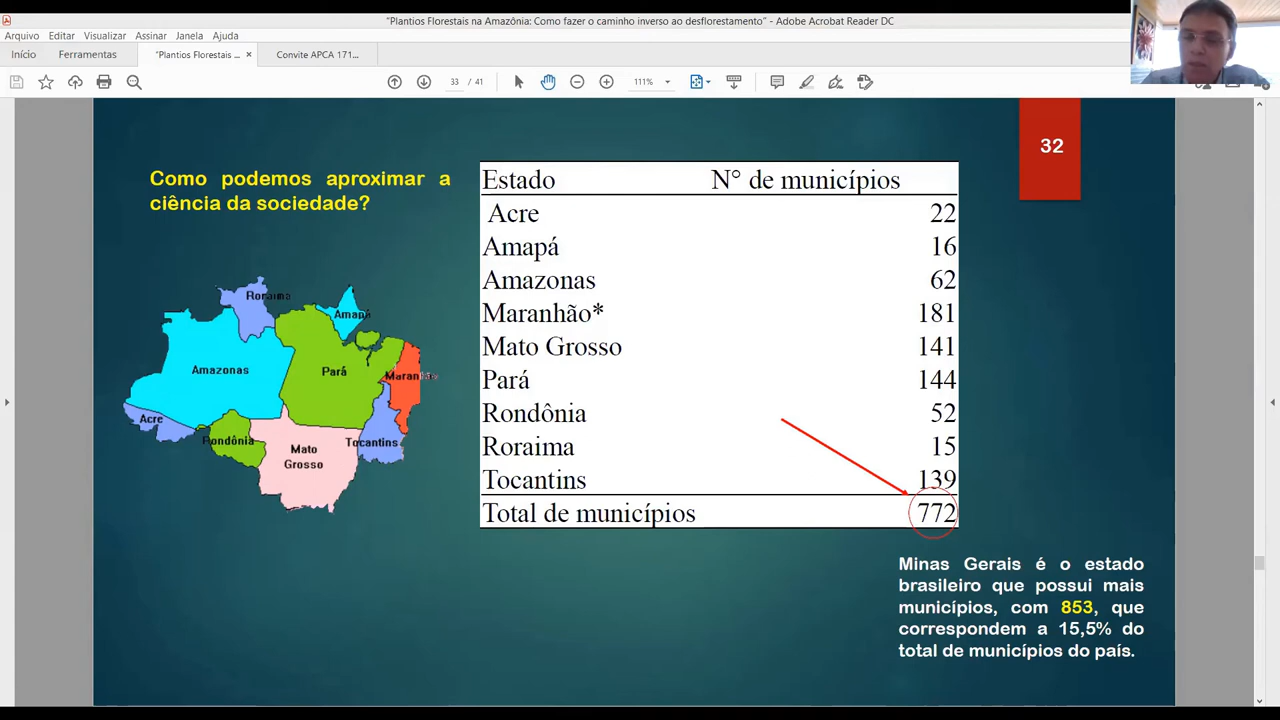 "Plantios Florestais na Amazônia: Como fazer o caminho inverso ao desflorestamento" - Adobe Acrobat Reader DC
Arquivo Editar Visualizar Assinar Janela Ajuda
Início Ferramentas "Plantios Florestais ... × Convite APCA 171...
33 / 41 111%
32
Como podemos aproximar a
ciência da sociedade?
Estado N° de municípios
Acre 22
Amapá 16
Amazonas 62
Maranhão* 181
Mato Grosso 141
Pará 144
Rondônia 52
Roraima 15
Tocantins 139
Total de municípios 772
Roraima
Amapá
Amazonas
Pará
Maranhão
Acre
Rondônia
Mato
Grosso
Tocantins
Minas Gerais é o estado
brasileiro que possui mais
municípios, com 853, que
correspondem a 15,5% do
total de municípios do país.